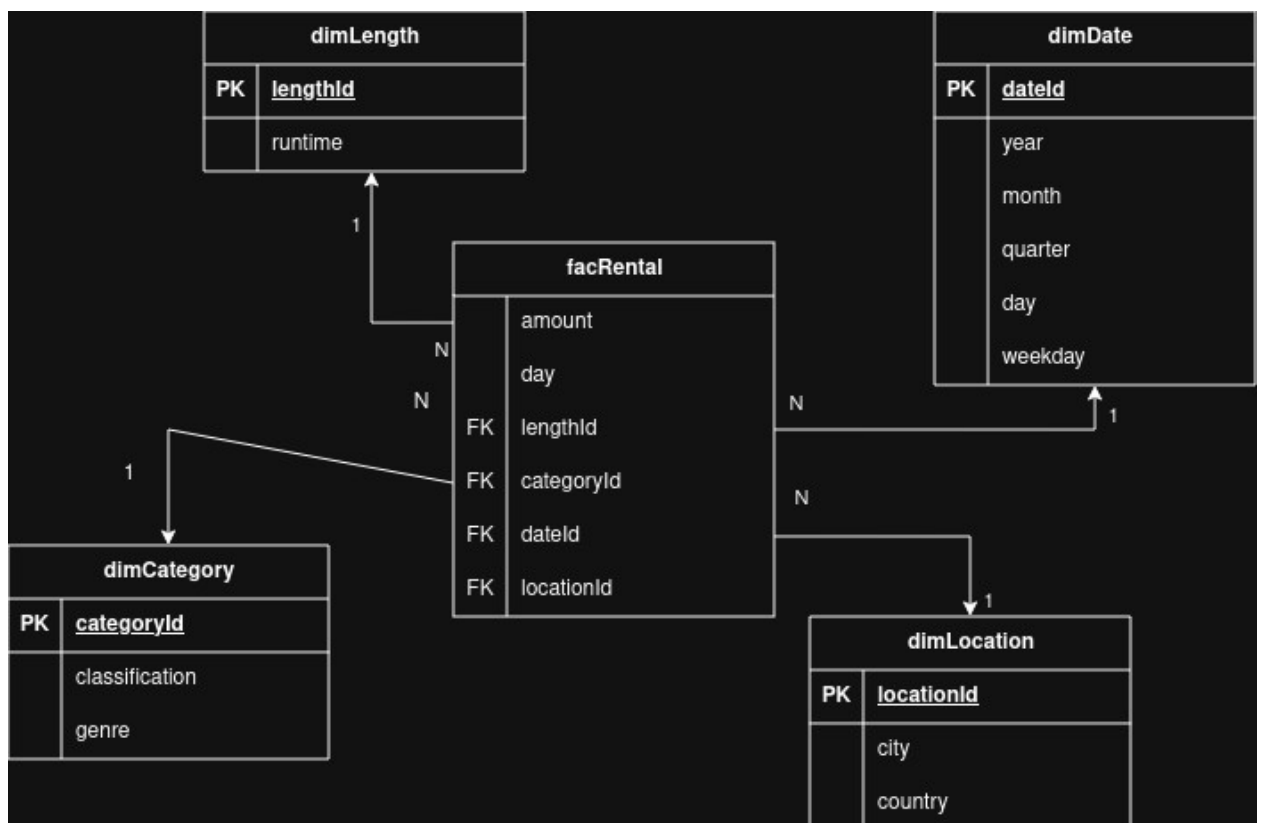 dimLength
PK lengthId
runtime
1
dimDate
PK dateId
year
month
quarter
day
weekday
1
facRental
amount
day
FK lengthId
FK categoryId
FK dateId
FK locationId
N
N
N
N
1
dimCategory
PK categoryId
classification
genre
1
dimLocation
PK locationId
city
country